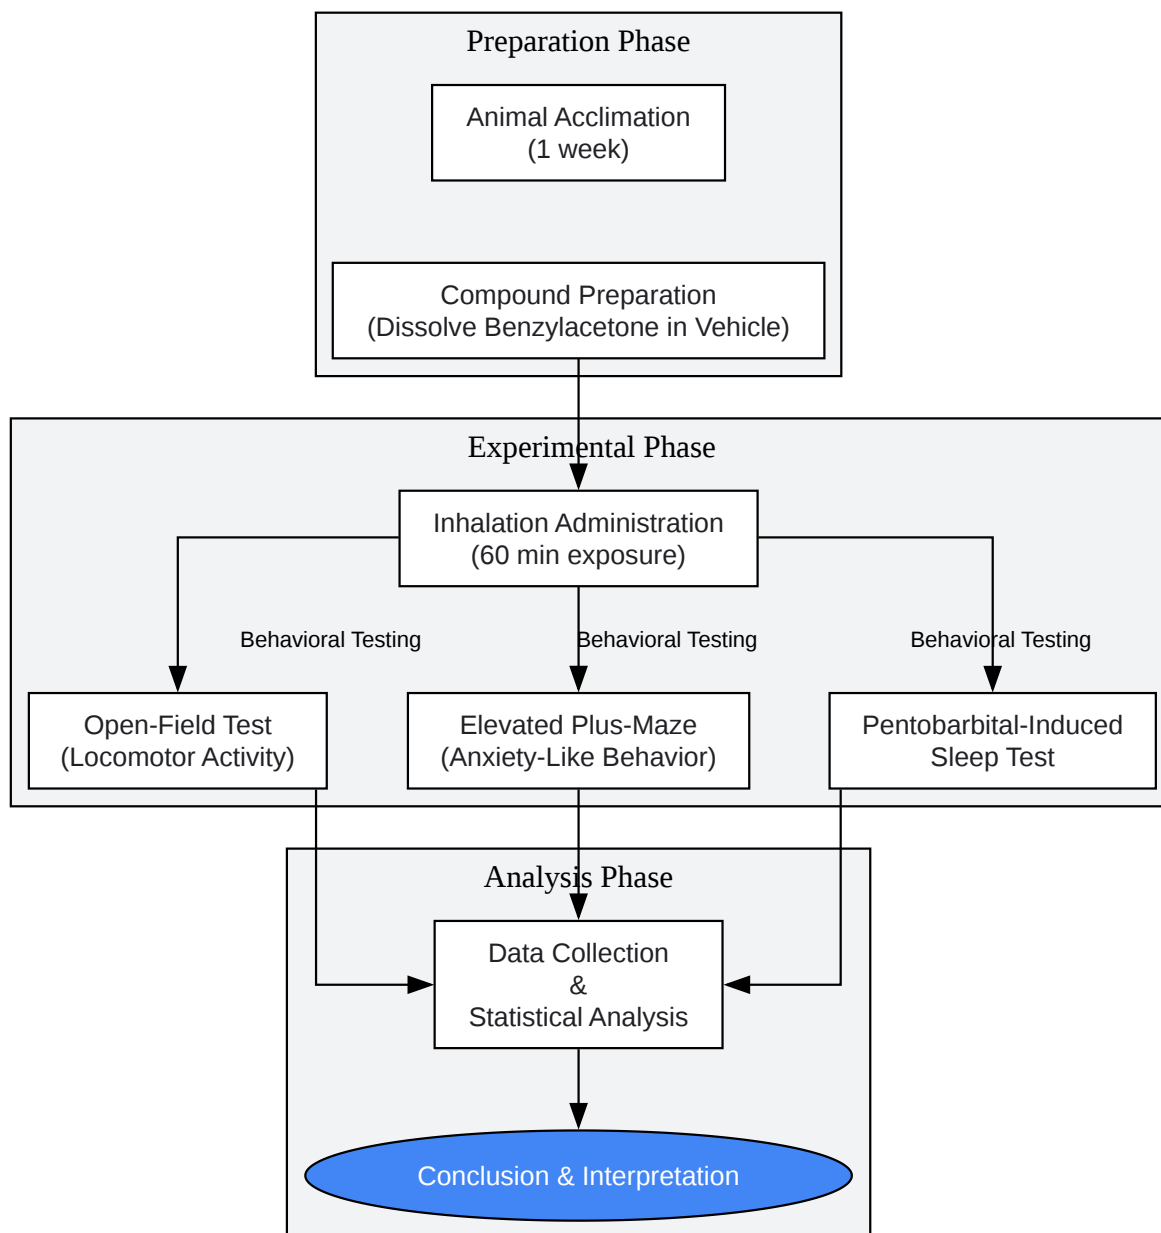 Preparation Phase
Animal Acclimation
(1 week)
Compound Preparation
(Dissolve Benzylacetone in Vehicle)
Experimental Phase
Inhalation Administration
(60 min exposure)
Behavioral Testing
Behavioral Testing
Behavioral Testing
Open-Field Test
(Locomotor Activity)
Elevated Plus-Maze
(Anxiety-Like Behavior)
Pentobarbital-Induced
Sleep Test
Analysis Phase
Data Collection
&
Statistical Analysis
Conclusion & Interpretation